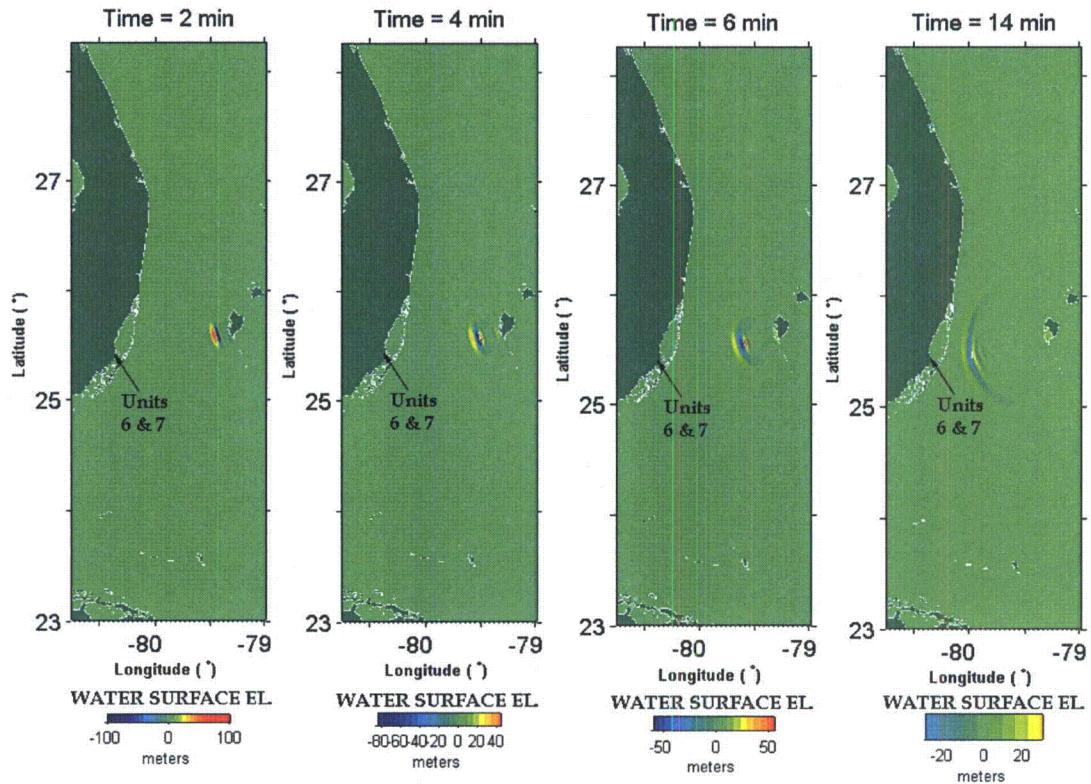 Time = 2 min
Time = 4 min
Time = 6 min
Time = 14 min
27
25
23
Latitude (°)
Units
6 & 7
-80
-79
Longitude (°)
WATER SURFACE EL.
-100 0 100
meters
27
25
23
Latitude (°)
Units
6 & 7
-80
-79
Longitude (°)
WATER SURFACE EL.
-80-60-40-20 0 20 40
meters
27
25
23
Latitude (°)
Units
6 & 7
-80
-79
Longitude (°)
WATER SURFACE EL.
-50 0 50
meters
27
25
23
Latitude (°)
Units
6 & 7
-80
-79
Longitude (°)
WATER SURFACE EL.
-20 0 20
meters